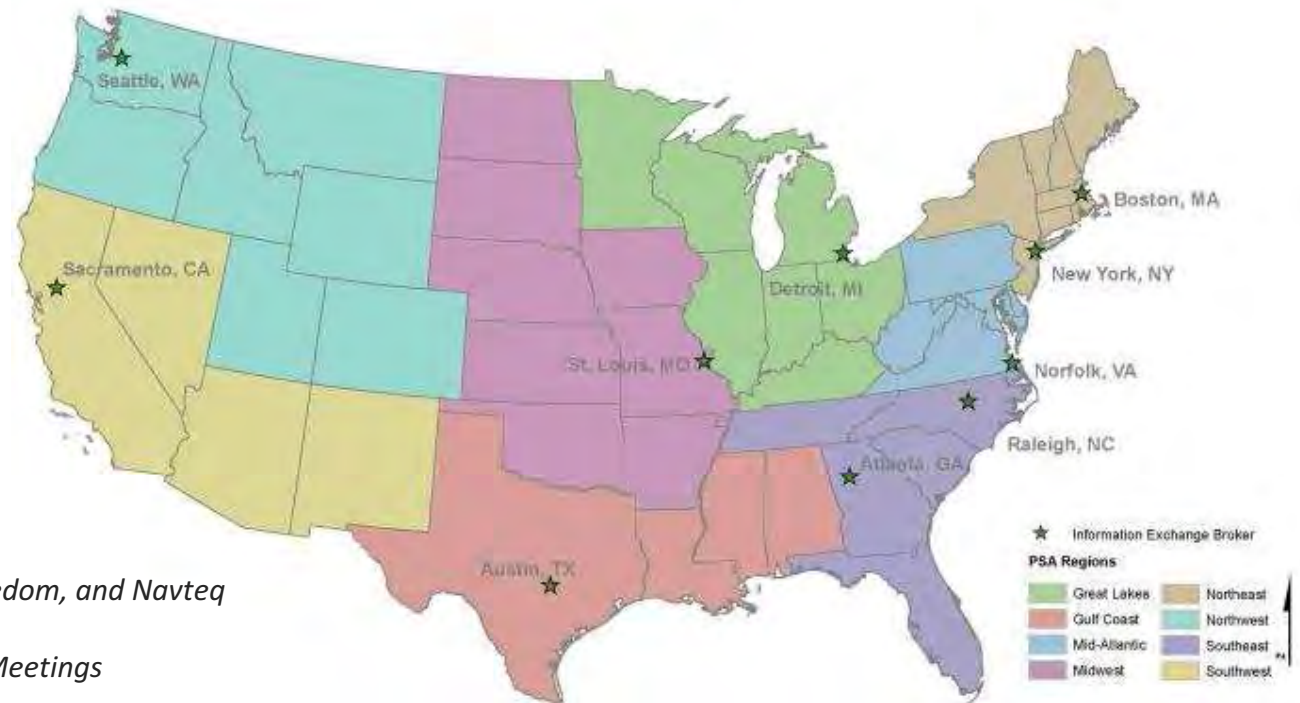 Seattle, WA
Boston, MA
Sacramento, CA
New York, NY
Detroit, MI
St. Louis, MO
Norfolk, VA
Raleigh, NC
Atlanta, GA
Austin, TX
Information Exchange Broker
PSA Regions
Great Lakes
Northeast
Gulf Coast
Northwest
Mid-Atlantic
Southeast
Midwest
Southwest
edom, and Navteq
Meetings